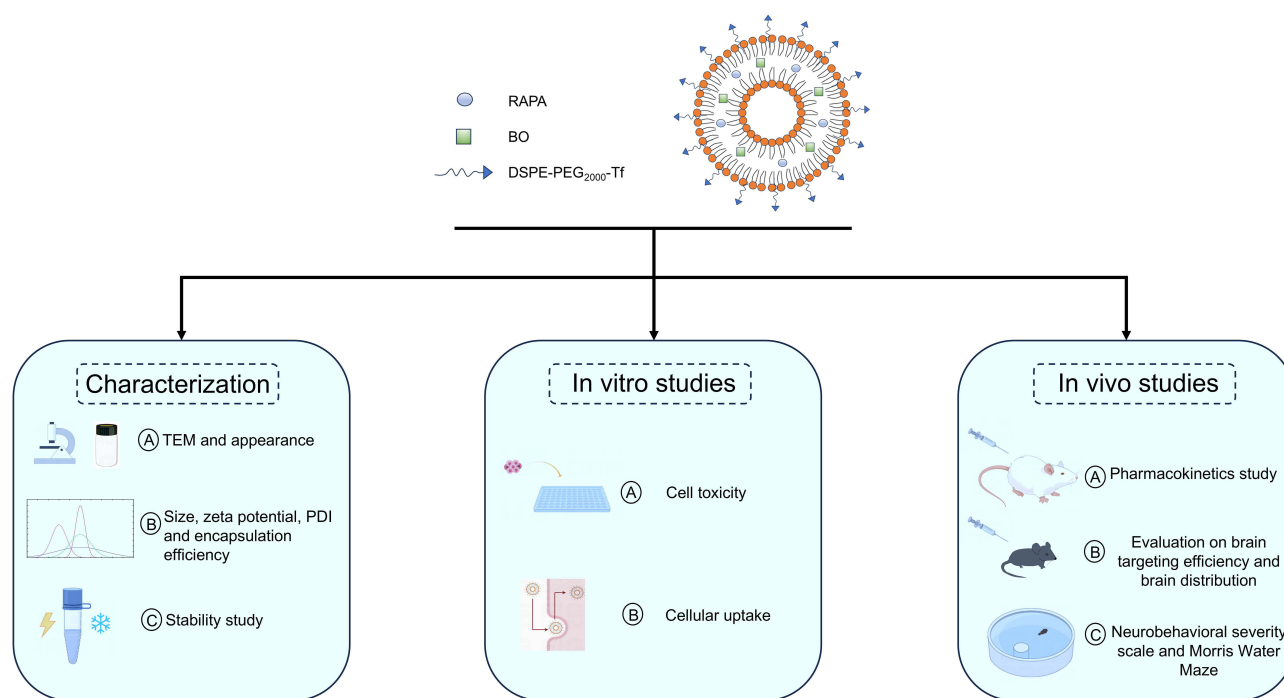 RAPA
BO
DSPE-PEG2000-Tf
Characterization
Ⓐ TEM and appearance
Ⓑ Size, zeta potential, PDI
and encapsulation
efficiency
Ⓒ Stability study
In vitro studies
Ⓐ Cell toxicity
Ⓑ Cellular uptake
In vivo studies
Ⓐ Pharmacokinetics study
Ⓑ Evaluation on brain
targeting efficiency and
brain distribution
Ⓒ Neurobehavioral severity
scale and Morris Water
Maze